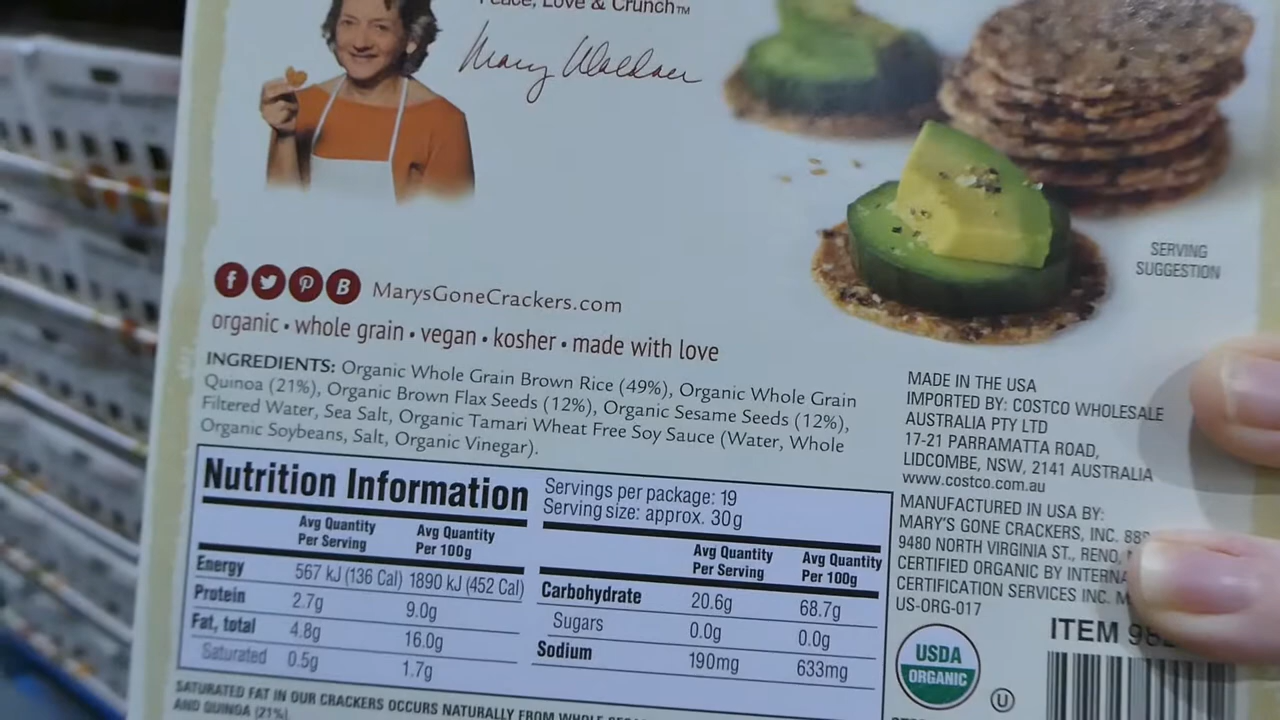 Peace, Love & Crunch™
Mary Waldner
SERVING
SUGGESTION
MarysGoneCrackers.com
organic • whole grain • vegan • kosher • made with love
INGREDIENTS: Organic Whole Grain Brown Rice (49%), Organic Whole Grain
Quinoa (21%), Organic Brown Flax Seeds (12%), Organic Sesame Seeds (12%),
Filtered Water, Sea Salt, Organic Tamari Wheat Free Soy Sauce (Water, Whole
Organic Soybeans, Salt, Organic Vinegar).
Nutrition Information
Servings per package: 19
Serving size: approx. 30g
Avg Quantity Per Serving Avg Quantity Per 100g
Energy 567 kJ (136 Cal) 1890 kJ (452 Cal)
Protein 2.7g 9.0g
Fat, total 4.8g 16.0g
Saturated 0.5g 1.7g
Avg Quantity Per Serving Avg Quantity Per 100g
Carbohydrate 20.6g 68.7g
Sugars 0.0g 0.0g
Sodium 190mg 633mg
SATURATED FAT IN OUR CRACKERS OCCURS NATURALLY FROM WHOLE
AND QUINOA (21%)
MADE IN THE USA
IMPORTED BY: COSTCO WHOLESALE
AUSTRALIA PTY LTD
17-21 PARRAMATTA ROAD,
LIDCOMBE, NSW, 2141 AUSTRALIA
www.costco.com.au
MANUFACTURED IN USA BY:
MARY'S GONE CRACKERS, INC.
9480 NORTH VIRGINIA ST., RENO,
CERTIFIED ORGANIC BY
CERTIFICATION SERVICES INC.
US-ORG-017
ITEM
USDA
ORGANIC
U